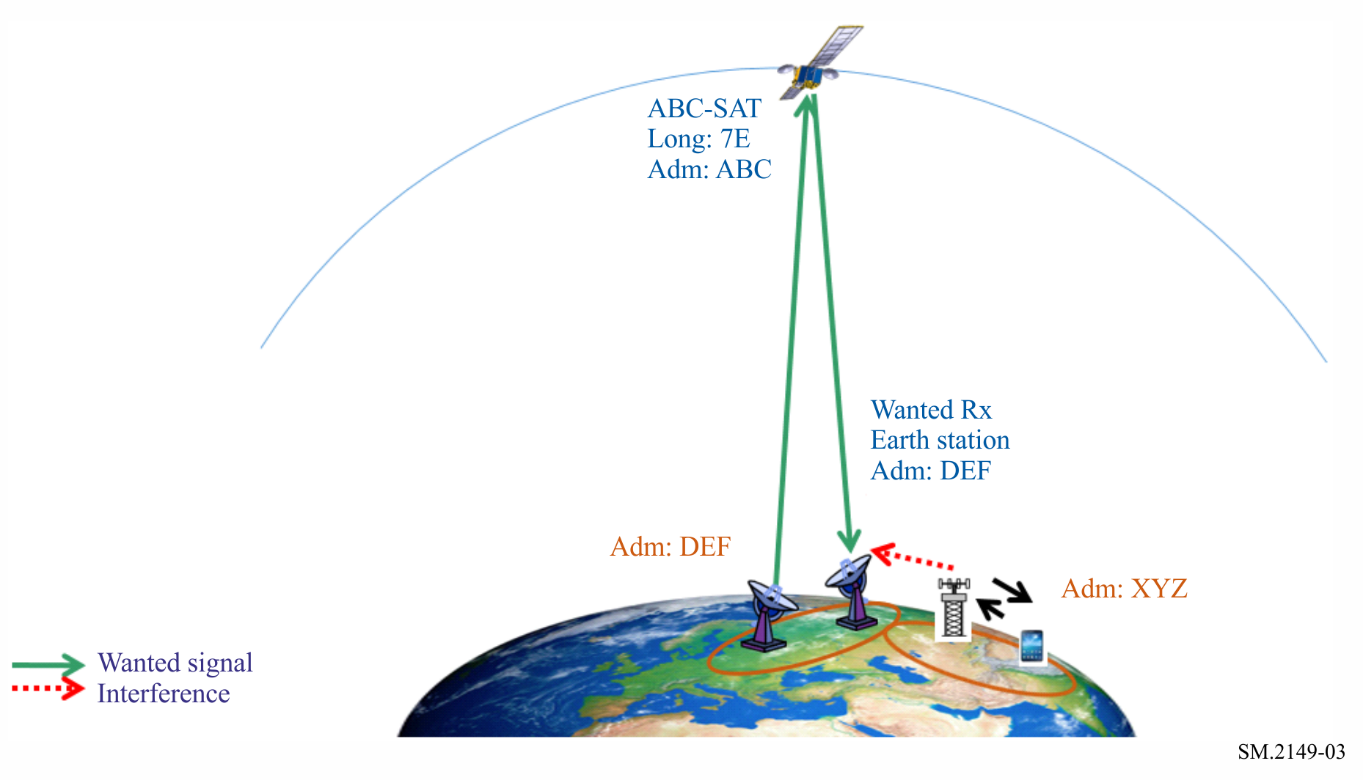 ABC-SAT
Long: 7E
Adm: ABC
Wanted Rx
Earth station
Adm: DEF
Adm: DEF
Adm: XYZ
Wanted signal
Interference
SM.2149-03